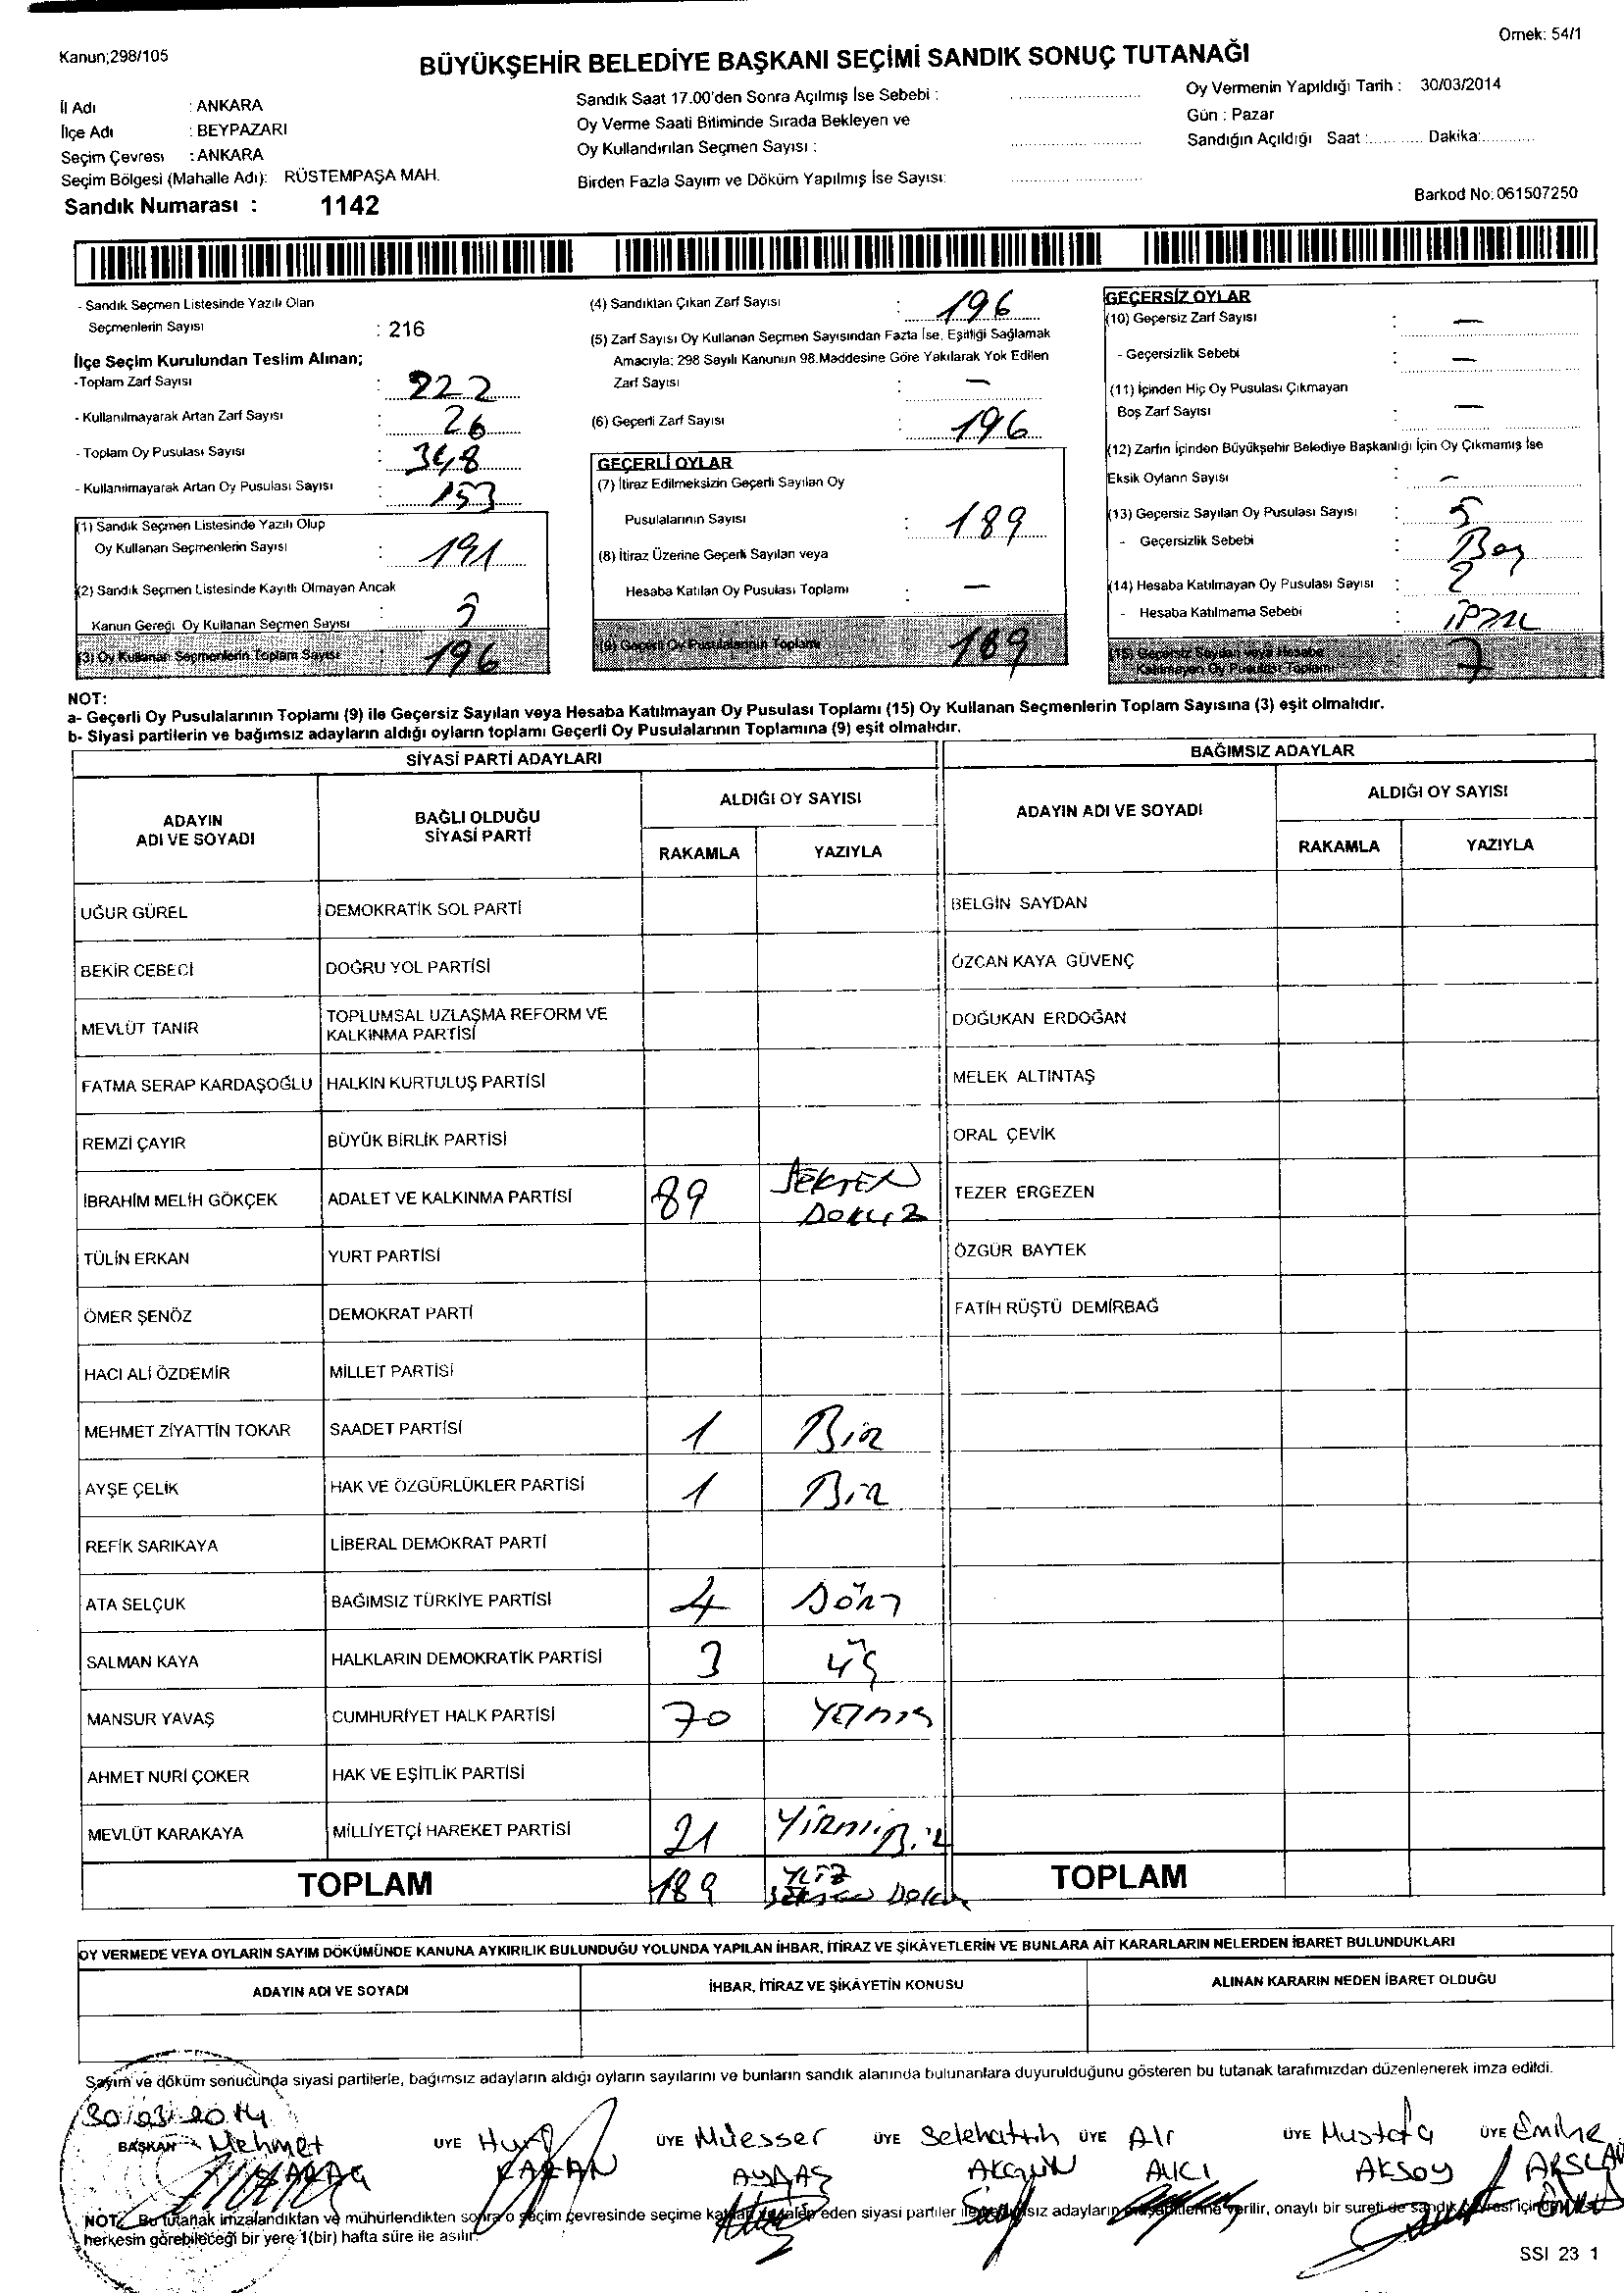 Kanun;298/105
Örnek: 54/1
BÜYÜKŞEHİR BELEDİYE BAŞKANI SEÇİMİ SANDIK SONUÇ TUTANAĞI
İl Adı : ANKARA
İlçe Adı : BEYPAZARI
Seçim Çevresi : ANKARA
Seçim Bölgesi (Mahalle Adı): RÜSTEMPAŞA MAH.
Sandık Numarası : 1142
Sandık Saat 17.00'den Sonra Açılmış İse Sebebi :
Oy Verme Saati Bitiminde Sırada Bekleyen ve
Oy Kullandırılan Seçmen Sayısı :
Birden Fazla Sayım ve Döküm Yapılmış İse Sayısı:
Oy Vermenin Yapıldığı Tarih : 30/03/2014
Gün : Pazar
Sandığın Açıldığı Saat :........... Dakika:............
Barkod No: 061507250
- Sandık Seçmen Listesinde Yazılı Olan
Seçmenlerin Sayısı : 216
İlçe Seçim Kurulundan Teslim Alınan;
-Toplam Zarf Sayısı : 222
- Kullanılmayarak Artan Zarf Sayısı : 26
- Toplam Oy Pusulası Sayısı : 348
- Kullanılmayarak Artan Oy Pusulası Sayısı : 153
(1) Sandık Seçmen Listesinde Yazılı Olup
Oy Kullanan Seçmenlerin Sayısı : 191
(2) Sandık Seçmen Listesinde Kayıtlı Olmayan Ancak
Kanun Gereği Oy Kullanan Seçmen Sayısı : 5
(3) Oy Kullanan Seçmenlerin Toplam Sayısı : 196
(4) Sandıktan Çıkan Zarf Sayısı : 196
(5) Zarf Sayısı Oy Kullanan Seçmen Sayısından Fazla İse, Eşitliği Sağlamak
Amacıyla; 298 Sayılı Kanunun 98.Maddesine Göre Yakılarak Yok Edilen
Zarf Sayısı : -
(6) Geçerli Zarf Sayısı : 196
GEÇERLİ OYLAR
(7) İtiraz Edilmeksizin Geçerli Sayılan Oy
Pusulalarının Sayısı : 189
(8) İtiraz Üzerine Geçerli Sayılan veya
Hesaba Katılan Oy Pusulası Toplamı : -
(9) Geçerli Oy Pusulalarının Toplamı 189
GEÇERSİZ OYLAR
(10) Geçersiz Zarf Sayısı : -
- Geçersizlik Sebebi : -
(11) İçinden Hiç Oy Pusulası Çıkmayan
Boş Zarf Sayısı : -
(12) Zarfın İçinden Büyükşehir Belediye Başkanlığı İçin Oy Çıkmamış İse
Eksik Oyların Sayısı : -
(13) Geçersiz Sayılan Oy Pusulası Sayısı : 5
- Geçersizlik Sebebi : Boş
(14) Hesaba Katılmayan Oy Pusulası Sayısı : 2
- Hesaba Katılmama Sebebi : İPTAL
(15) Geçersiz Sayılan veya Hesaba
Katılmayan Oy Pusulası Toplamı 7
NOT:
a- Geçerli Oy Pusulalarının Toplamı (9) ile Geçersiz Sayılan veya Hesaba Katılmayan Oy Pusulası Toplamı (15) Oy Kullanan Seçmenlerin Toplam Sayısına (3) eşit olmalıdır.
b- Siyasi partilerin ve bağımsız adayların aldığı oyların toplamı Geçerli Oy Pusulalarının Toplamına (9) eşit olmalıdır.
SİYASİ PARTİ ADAYLARI
BAĞIMSIZ ADAYLAR
ADAYIN ADI VE SOYADI
BAĞLI OLDUĞU SİYASİ PARTİ
ALDIĞI OY SAYISI
RAKAMLA YAZIYLA
ADAYIN ADI VE SOYADI
ALDIĞI OY SAYISI
RAKAMLA YAZIYLA
UĞUR GÜREL DEMOKRATİK SOL PARTİ BELGİN SAYDAN
BEKİR CEBECİ DOĞRU YOL PARTİSİ ÖZCAN KAYA GÜVENÇ
MEVLÜT TANIR TOPLUMSAL UZLAŞMA REFORM VE KALKINMA PARTİSİ DOĞUKAN ERDOĞAN
FATMA SERAP KARDAŞOĞLU HALKIN KURTULUŞ PARTİSİ MELEK ALTINTAŞ
REMZİ ÇAYIR BÜYÜK BİRLİK PARTİSİ ORAL ÇEVİK
İBRAHİM MELİH GÖKÇEK ADALET VE KALKINMA PARTİSİ 89 SEKSEN DOKUZ TEZER ERGEZEN
TÜLİN ERKAN YURT PARTİSİ ÖZGÜR BAYTEK
ÖMER ŞENÖZ DEMOKRAT PARTİ FATİH RÜŞTÜ DEMİRBAĞ
HACI ALİ ÖZDEMİR MİLLET PARTİSİ
MEHMET ZİYATTİN TOKAR SAADET PARTİSİ 1 Bir
AYŞE ÇELİK HAK VE ÖZGÜRLÜKLER PARTİSİ 1 Bir
REFİK SARIKAYA LİBERAL DEMOKRAT PARTİ
ATA SELÇUK BAĞIMSIZ TÜRKİYE PARTİSİ 4 Dört
SALMAN KAYA HALKLARIN DEMOKRATİK PARTİSİ 3 üç
MANSUR YAVAŞ CUMHURİYET HALK PARTİSİ 70 Yetmiş
AHMET NURİ ÇOKER HAK VE EŞİTLİK PARTİSİ
MEVLÜT KARAKAYA MİLLİYETÇİ HAREKET PARTİSİ 21 Yirmi Bir
TOPLAM 189 YÜZ SEKSEN DOKUZ TOPLAM
OY VERMEDE VEYA OYLARIN SAYIM DÖKÜMÜNDE KANUNA AYKIRILIK BULUNDUĞU YOLUNDA YAPILAN İHBAR, İTİRAZ VE ŞİKÂYETLERİN VE BUNLARA AİT KARARLARIN NELERDEN İBARET BULUNDUKLARI
ADAYIN ADI VE SOYADI İHBAR, İTİRAZ VE ŞİKÂYETİN KONUSU ALINAN KARARIN NEDEN İBARET OLDUĞU
Sayım ve döküm sonucunda siyasi partilerle, bağımsız adayların aldığı oyların sayılarını ve bunların sandık alanında bulunanlara duyurulduğunu gösteren bu tutanak tarafımızdan düzenlenerek imza edildi.
30/03/2014
BAŞKAN Mehmet
ÜYE
ÜYE Müesser AYDAŞ
ÜYE Selehattin AKGÜN
ÜYE Ali ALICI
ÜYE Mustafa AKSOY
ÜYE Emine ARSLAN
NOT: Bu tutanak imzalandıktan ve mühürlendikten sonra o seçim çevresinde seçime katılan eden siyasi partiler ile bağımsız adayların verilir, onaylı bir sureti de sandık çevresi içinde
herkesin görebileceği bir yere 1(bir) hafta süre ile asılır.
SSI 23 1